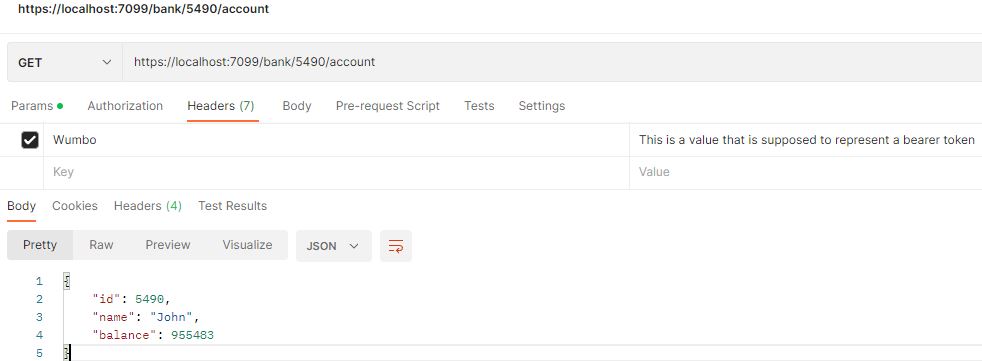 https://localhost:7099/bank/5490/account
GET https://localhost:7099/bank/5490/account
Params Authorization Headers (7) Body Pre-request Script Tests Settings
Wumbo This is a value that is supposed to represent a bearer token
Key Value
Body Cookies Headers (4) Test Results
Pretty Raw Preview Visualize JSON
1 {
2 "id": 5490,
3 "name": "John",
4 "balance": 955483
5 }